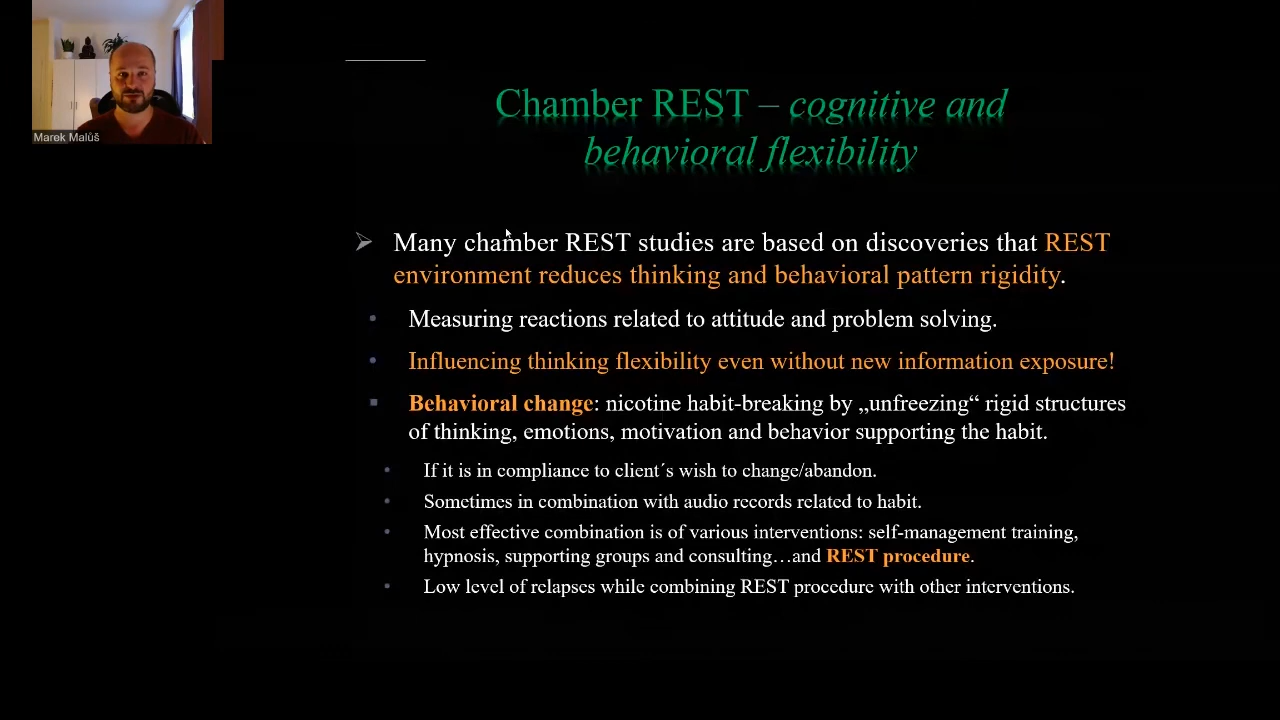 Marek Malůš
Chamber REST – cognitive and
behavioral flexibility
Many chamber REST studies are based on discoveries that REST
environment reduces thinking and behavioral pattern rigidity.
Measuring reactions related to attitude and problem solving.
Influencing thinking flexibility even without new information exposure!
Behavioral change: nicotine habit-breaking by „unfreezing“ rigid structures
of thinking, emotions, motivation and behavior supporting the habit.
If it is in compliance to client´s wish to change/abandon.
Sometimes in combination with audio records related to habit.
Most effective combination is of various interventions: self-management training,
hypnosis, supporting groups and consulting…and REST procedure.
Low level of relapses while combining REST procedure with other interventions.